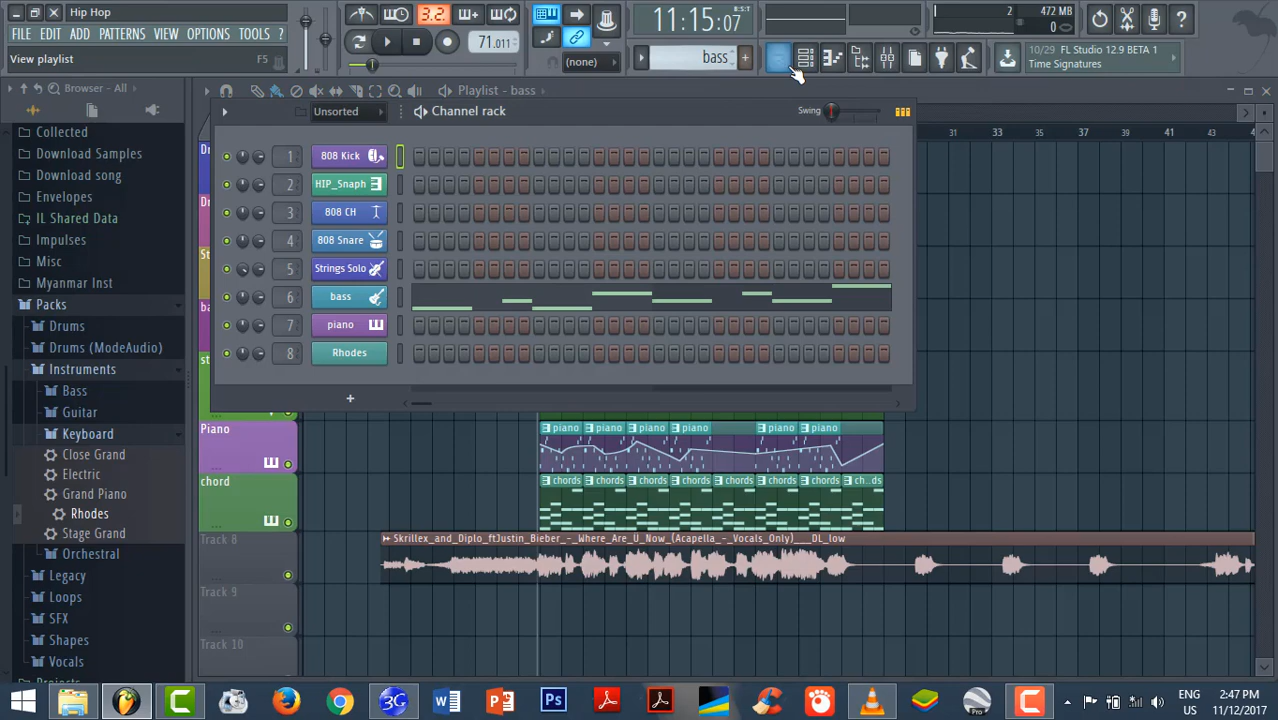 Hip Hop
FILE EDIT ADD PATTERNS VIEW OPTIONS TOOLS ?
View playlist
3.2
71.011
(none)
11:15:07
B:S:T
bass
2
472 MB
0
10/29 FL Studio 12.9 BETA 1
Time Signatures
Browser - All
Playlist - bass
Unsorted
Channel rack
Swing
31 33 35 37 39 41 43
1 808 Kick
2 HIP_Snaph
3 808 CH
4 808 Snare
5 Strings Solo
6 bass
7 piano
8 Rhodes
Collected
Download Samples
Download song
Envelopes
IL Shared Data
Impulses
Misc
Myanmar Inst
Packs
Drums
Drums (ModeAudio)
Instruments
Bass
Guitar
Keyboard
Close Grand
Electric
Grand Piano
Rhodes
Stage Grand
Orchestral
Legacy
Loops
SFX
Shapes
Vocals
Piano
piano piano piano piano piano piano
chord
chords chords chords chords chords chords chords ch..ds
Track 8
Skrillex_and_Diplo_ftJustin_Bieber_-_Where_Are_U_Now_(Acapella_-_Vocals_Only)___DL_low
Track 9
Track 10
3G
Ps
Pro
ENG
US
2:47 PM
11/12/2017